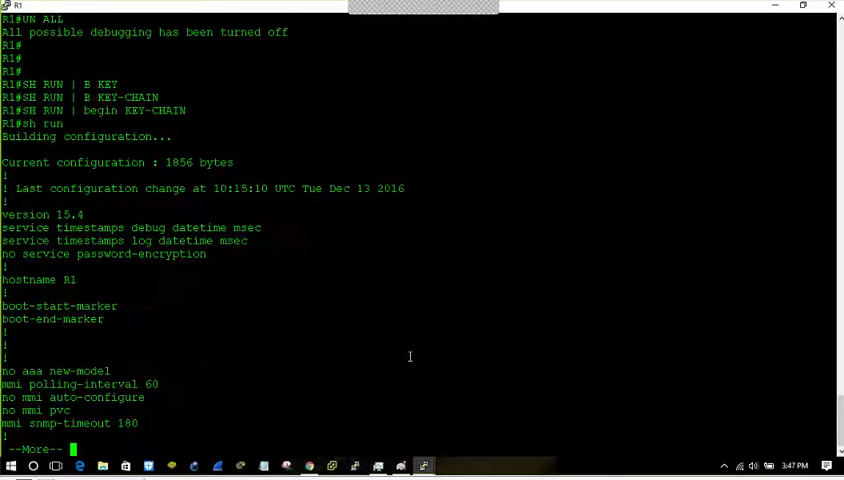 R1
R1#UN ALL
All possible debugging has been turned off
R1#
R1#
R1#
R1#SH RUN | B KEY
R1#SH RUN | B KEY-CHAIN
R1#SH RUN | begin KEY-CHAIN
R1#sh run
Building configuration...
Current configuration : 1856 bytes
!
! Last configuration change at 10:15:10 UTC Tue Dec 13 2016
!
version 15.4
service timestamps debug datetime msec
service timestamps log datetime msec
no service password-encryption
!
hostname R1
!
boot-start-marker
boot-end-marker
!
!
!
no aaa new-model
mmi polling-interval 60
no mmi auto-configure
no mmi pvc
mmi snmp-timeout 180
!
--More--
3:47 PM